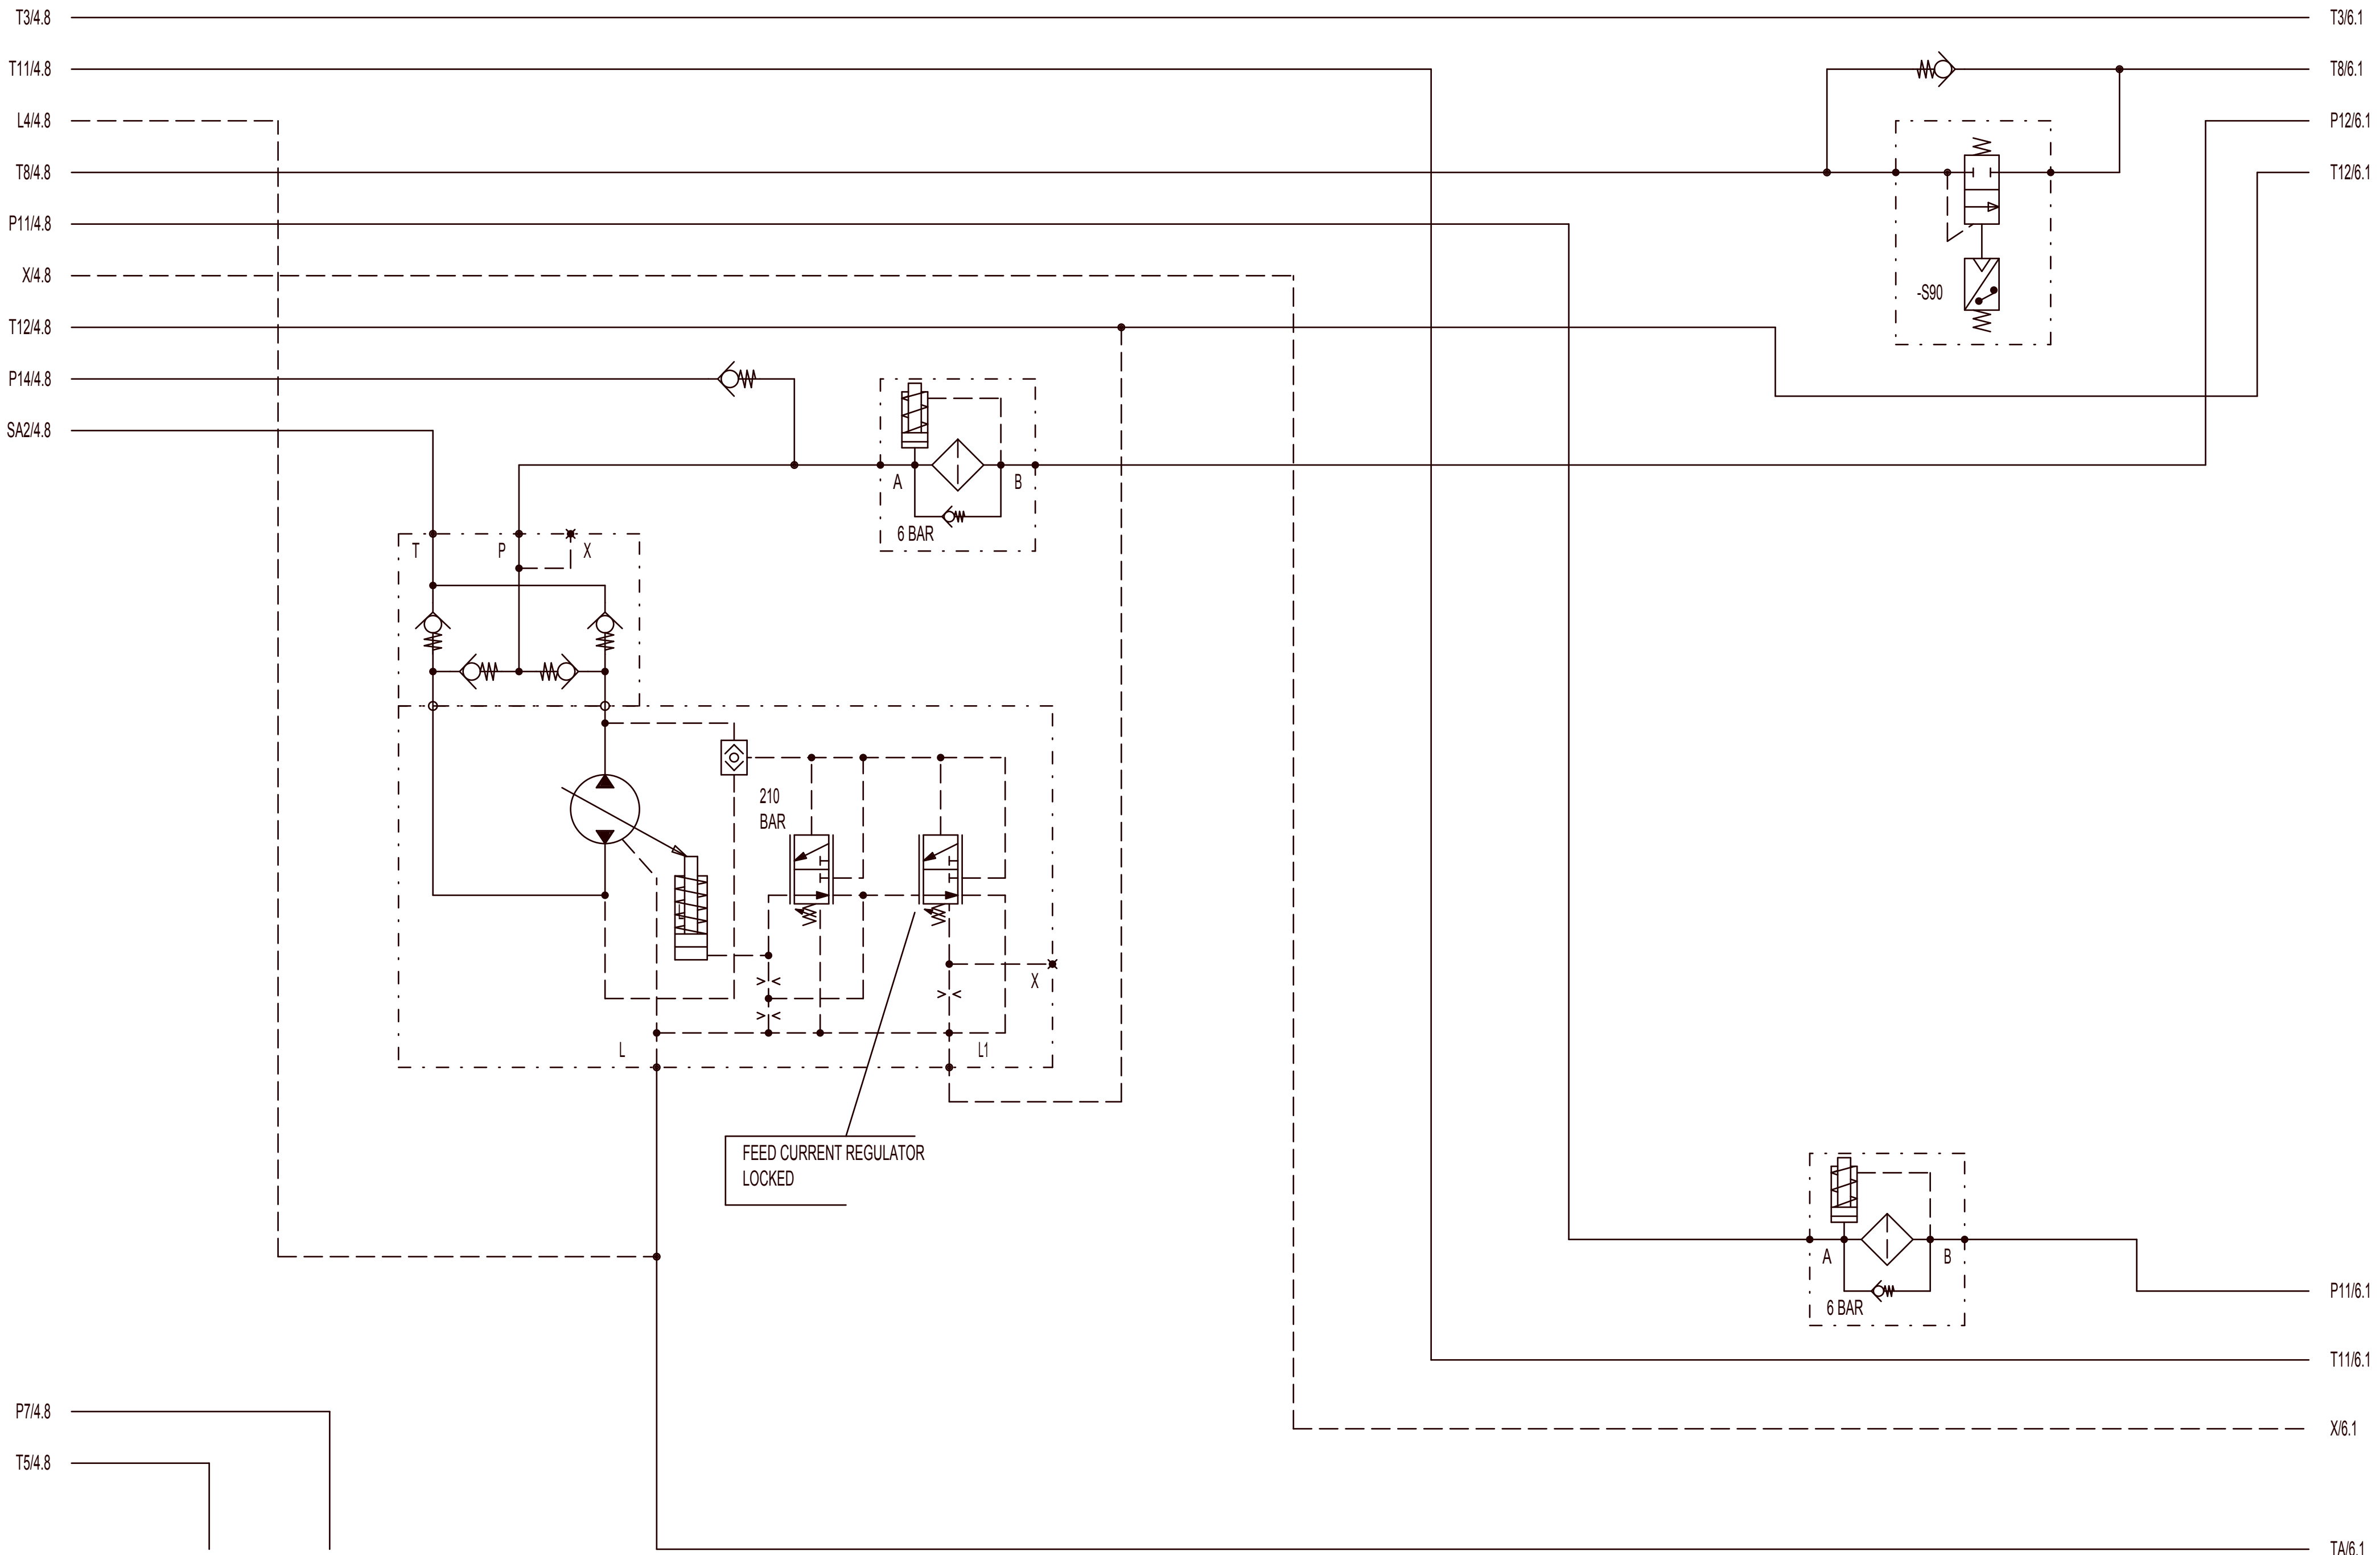 T3/4.8
T3/6.1
T11/4.8
T8/6.1
L4/4.8
P12/6.1
T8/4.8
T12/6.1
P11/4.8
X/4.8
-S90
T12/4.8
P14/4.8
SA2/4.8
A
B
6 BAR
T
P
X
210
BAR
X
L
L1
FEED CURRENT REGULATOR
LOCKED
A
B
P11/6.1
6 BAR
T11/6.1
P7/4.8
X/6.1
T5/4.8
TA/6.1